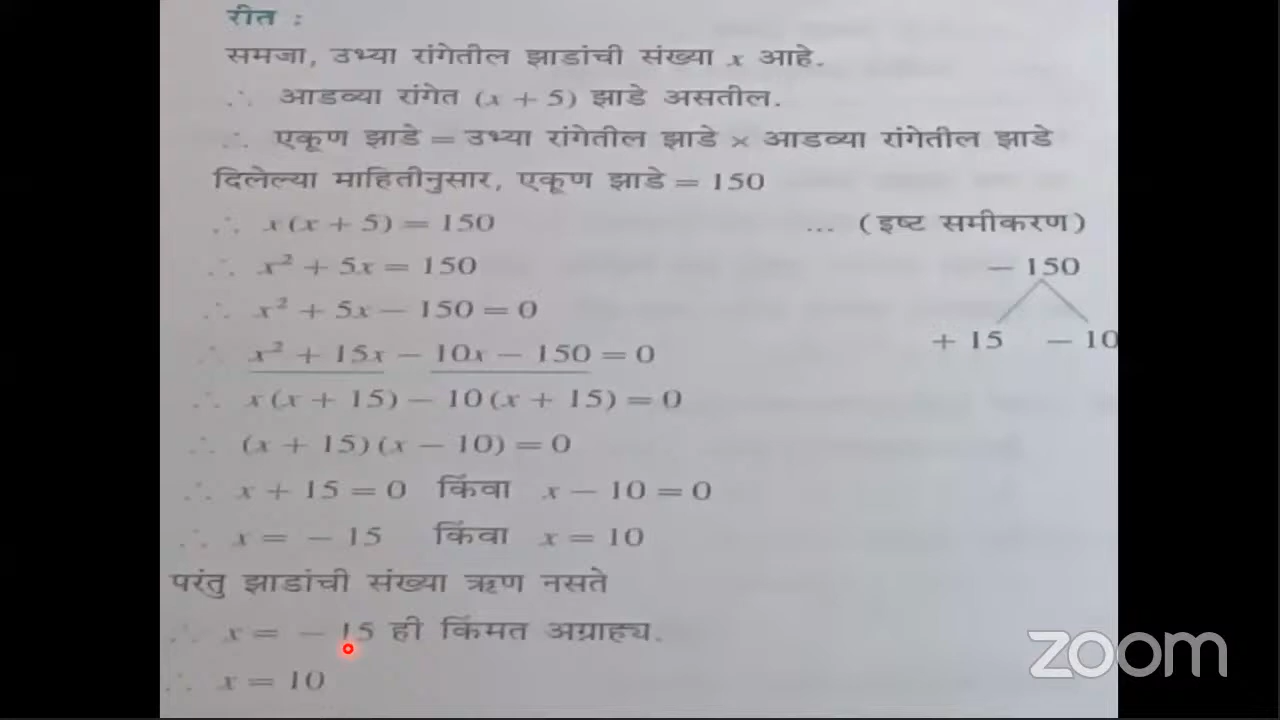 रीत :
समजा, उभ्या रांगेतील झाडांची संख्या x आहे.
∴ आडव्या रांगेत (x + 5) झाडे असतील.
∴ एकूण झाडे = उभ्या रांगेतील झाडे × आडव्या रांगेतील झाडे
दिलेल्या माहितीनुसार, एकूण झाडे = 150
∴ x(x + 5) = 150 ... (इष्ट समीकरण)
∴ x² + 5x = 150 − 150
∴ x² + 5x − 150 = 0
+ 15 − 10
∴ x² + 15x − 10x − 150 = 0
∴ x(x + 15) − 10(x + 15) = 0
∴ (x + 15)(x − 10) = 0
∴ x + 15 = 0 किंवा x − 10 = 0
∴ x = − 15 किंवा x = 10
परंतु झाडांची संख्या ऋण नसते
∴ x = − 15 ही किंमत अग्राह्य.
∴ x = 10
zoom